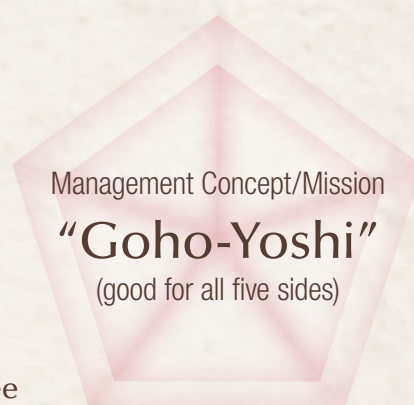 Management Concept/Mission
“Goho-Yoshi”
(good for all five sides)